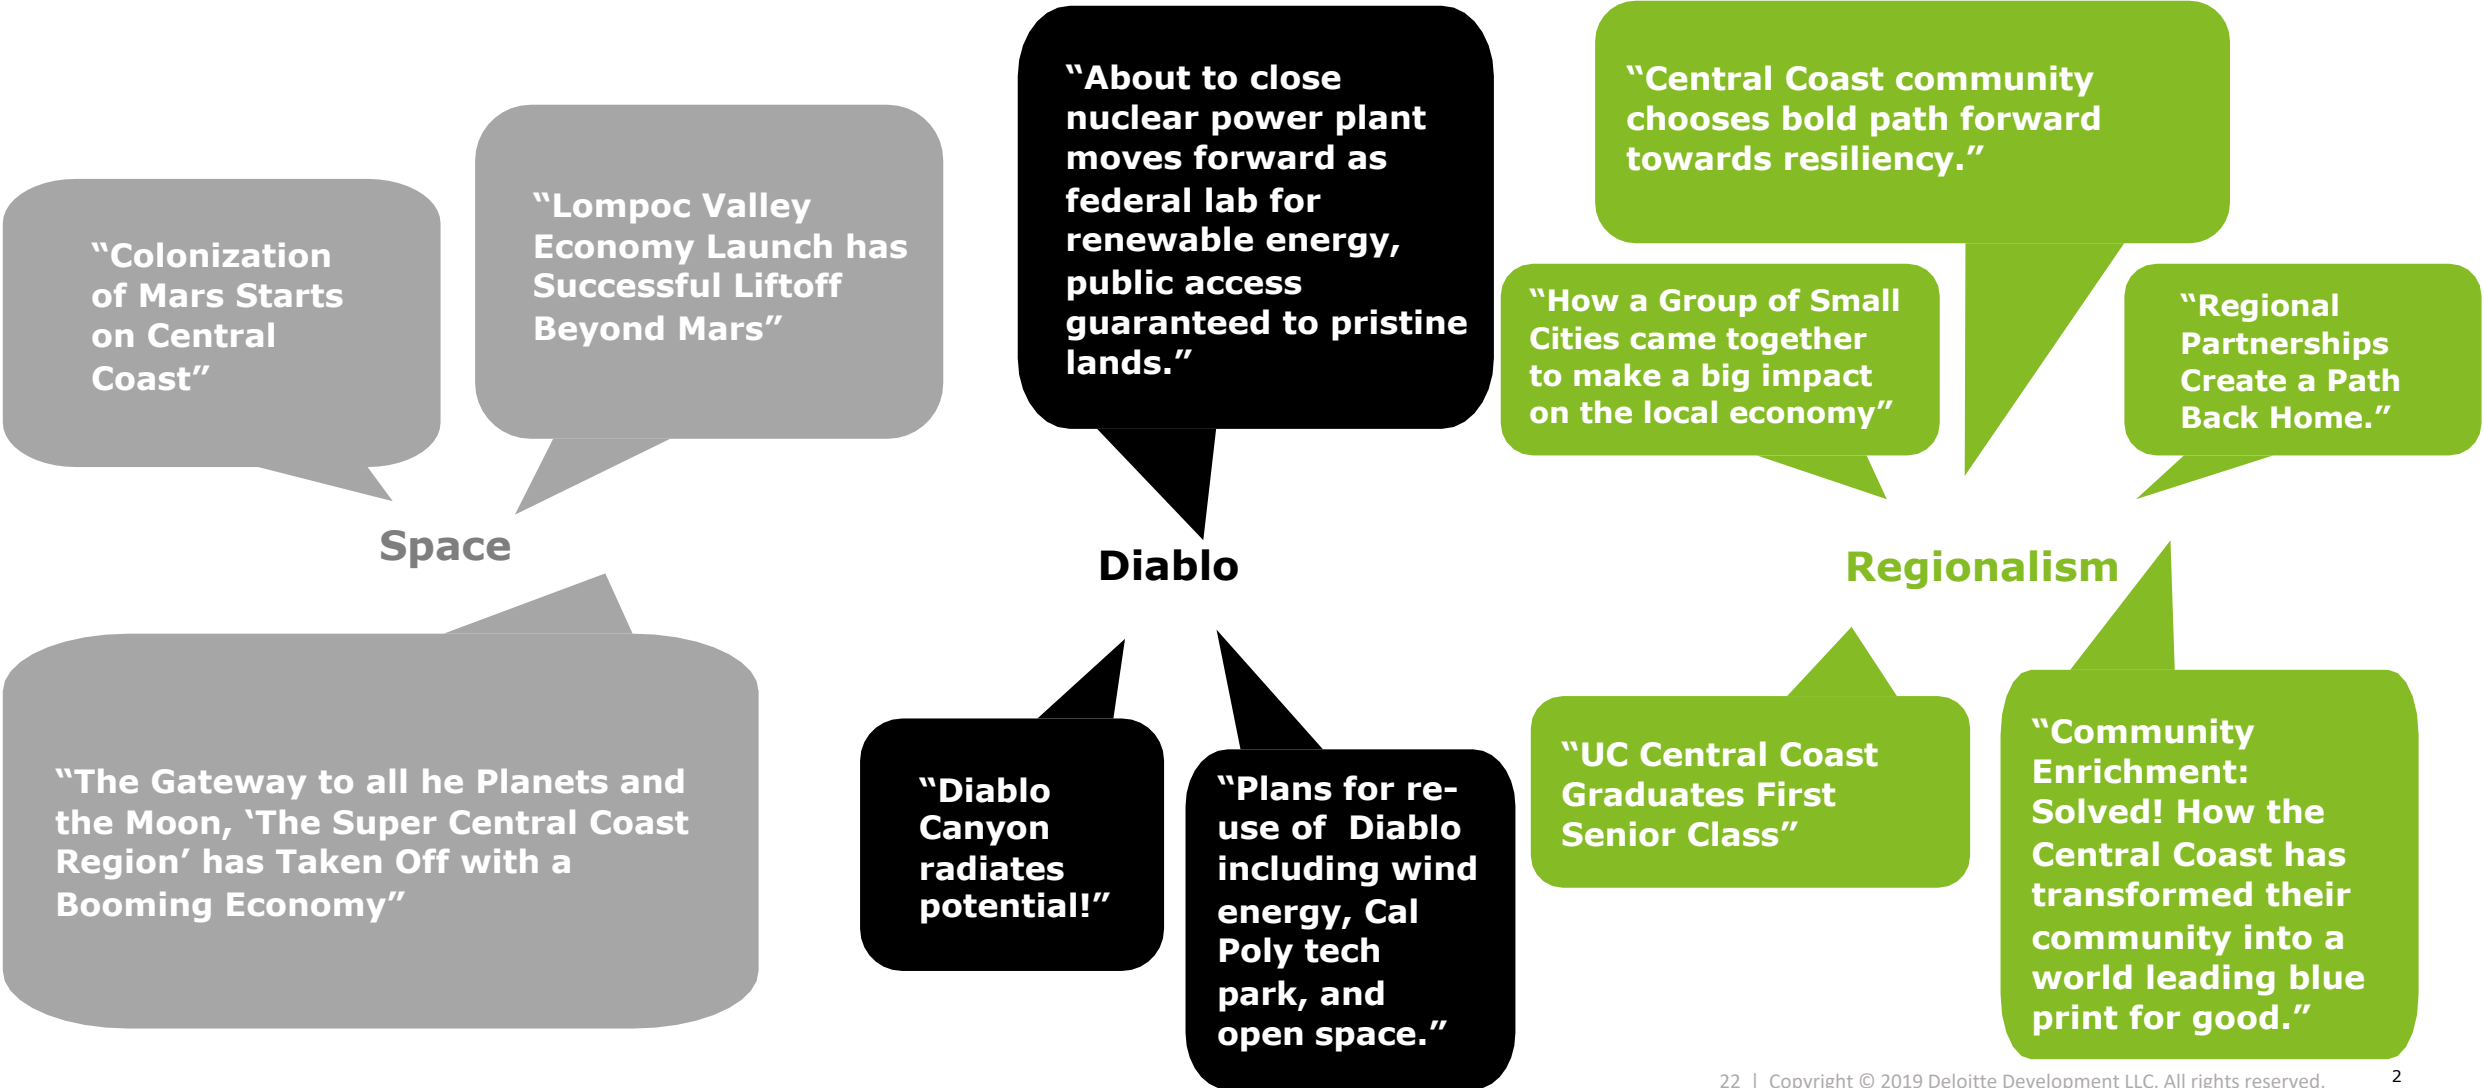 “Colonization
of Mars Starts
on Central
Coast”
“Lompoc Valley
Economy Launch has
Successful Liftoff
Beyond Mars”
Space
“The Gateway to all he Planets and
the Moon, ‘The Super Central Coast
Region’ has Taken Off with a
Booming Economy”
“About to close
nuclear power plant
moves forward as
federal lab for
renewable energy,
public access
guaranteed to pristine
lands.”
Diablo
“Diablo
Canyon
radiates
potential!”
“Plans for re-
use of  Diablo
including wind
energy, Cal
Poly tech
park, and
open space.”
“Central Coast community
chooses bold path forward
towards resiliency.”
“How a Group of Small
Cities came together
to make a big impact
on the local economy”
“Regional
Partnerships
Create a Path
Back Home.”
Regionalism
“UC Central Coast
Graduates First
Senior Class”
“Community
Enrichment:
Solved! How the
Central Coast has
transformed their
community into a
world leading blue
print for good.”
22 | Copyright © 2019 Deloitte Development LLC. All rights reserved.
2